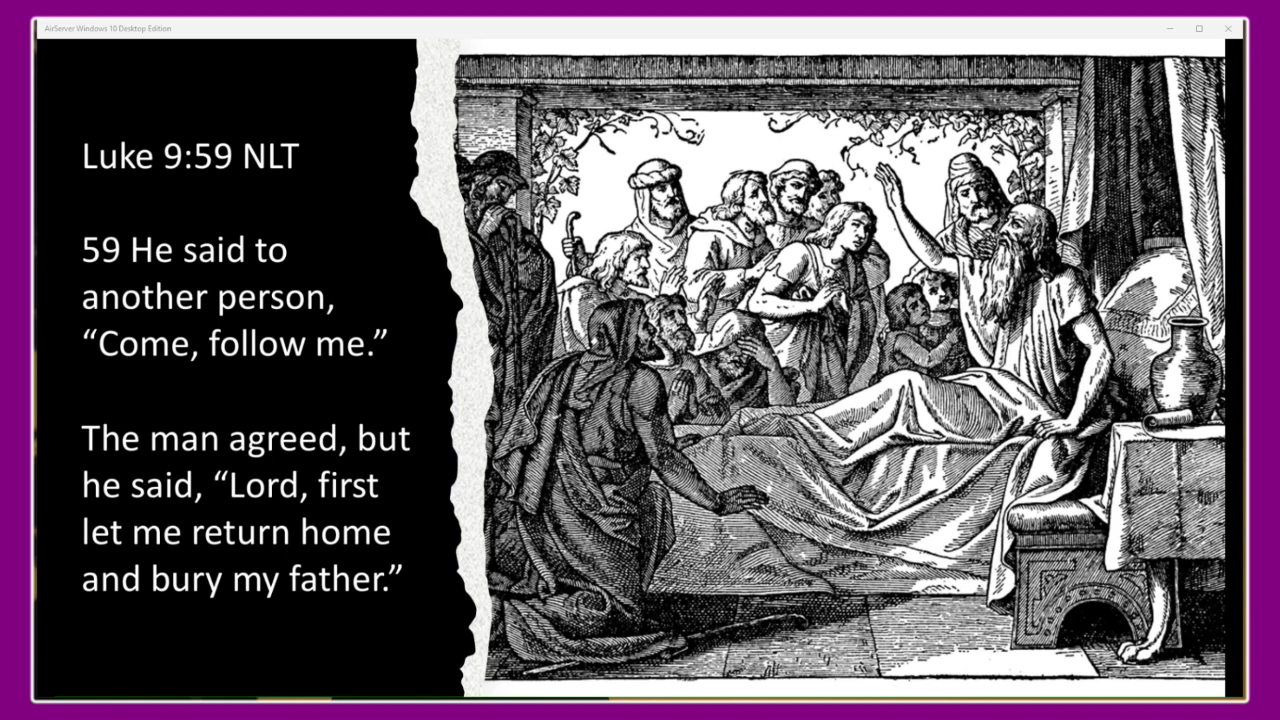 AirServer Windows 10 Desktop Edition
Luke 9:59 NLT
59 He said to
another person,
“Come, follow me.”
The man agreed, but
he said, “Lord, first
let me return home
and bury my father.”